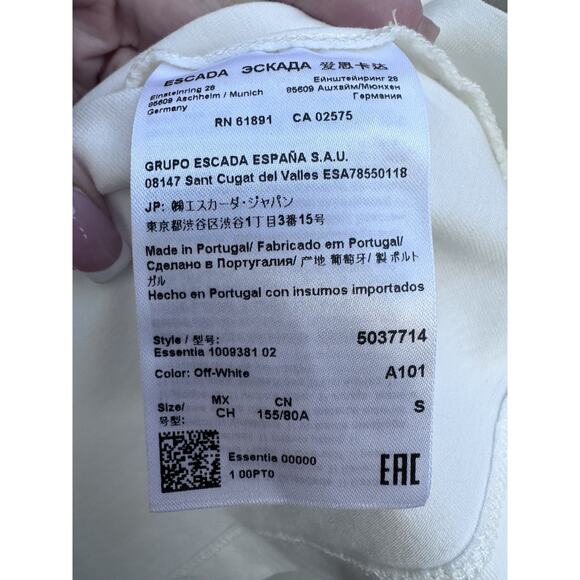 ESCADA ЭСКАДА 爱思卡达
Einsteinring 28
85609 Aschheim / Munich
Germany
Ейнштейнринг 28
85609 Ашхайм/Мюнхен
Германия
RN 61891 CA 02575
GRUPO ESCADA ESPAÑA S.A.U.
08147 Sant Cugat del Valles ESA78550118
JP: ㈱エスカーダ・ジャパン
東京都渋谷区渋谷1丁目3番15号
Made in Portugal/ Fabricado em Portugal/
Сделано в Португалия/ 产地 葡萄牙/ 製 ポルト
ガル
Hecho en Portugal con insumos importados
Style / 型号: 5037714
Essentia 1009381 02
Color: Off-White A101
Size/ MX CN S
号型: CH 155/80A
Essentia 00000
1 00PT0
EAC